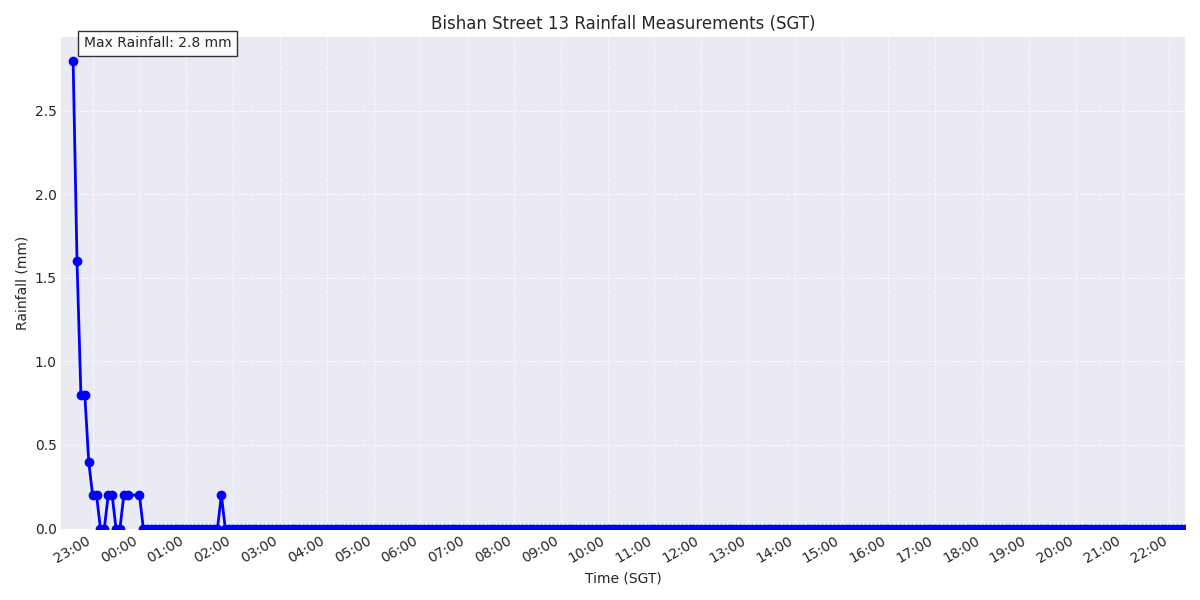 Bishan Street 13 Rainfall Measurements (SGT)
Max Rainfall: 2.8 mm
Rainfall (mm)
2.5
2.0
1.5
1.0
0.5
0.0
23:00 00:00 01:00 02:00 03:00 04:00 05:00 06:00 07:00 08:00 09:00 10:00 11:00 12:00 13:00 14:00 15:00 16:00 17:00 18:00 19:00 20:00 21:00 22:00
Time (SGT)